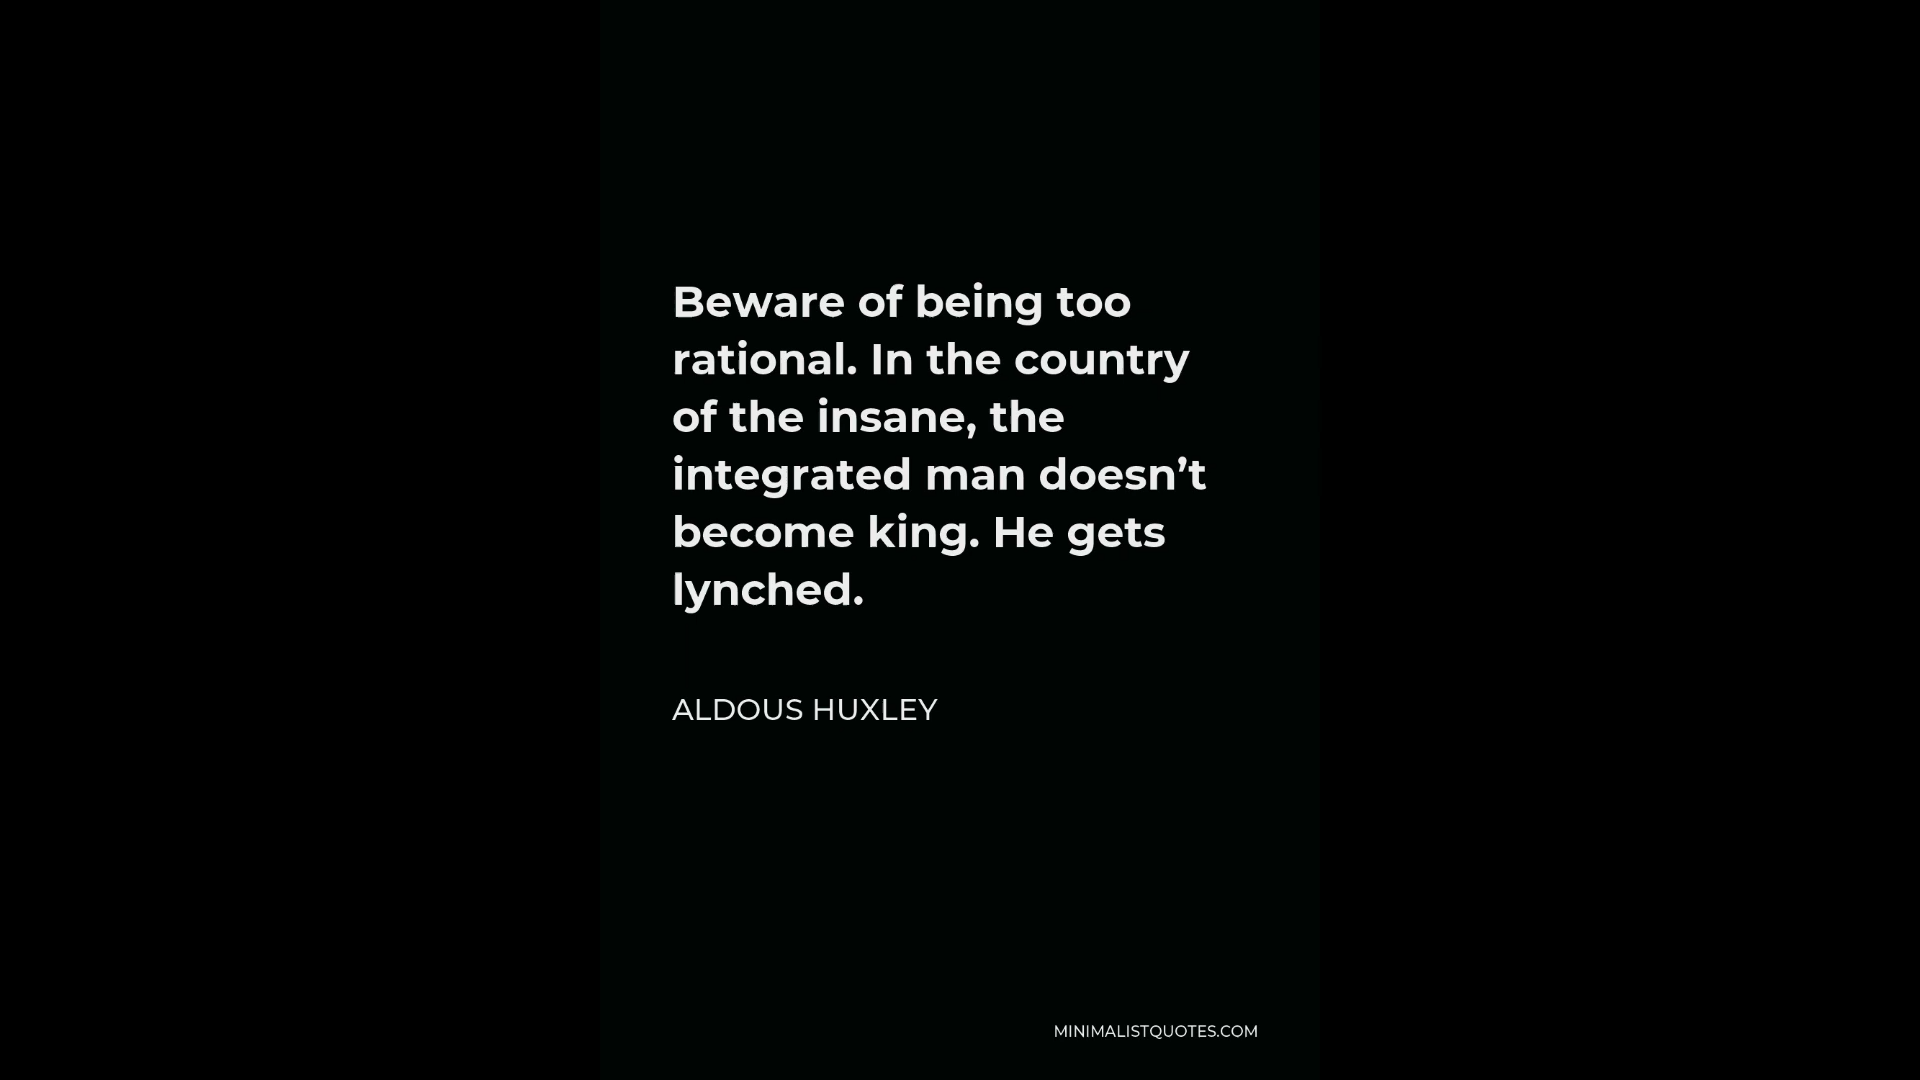 Beware of being too
rational. In the country
of the insane, the
integrated man doesn’t
become king. He gets
lynched.
ALDOUS HUXLEY
MINIMALISTQUOTES.COM